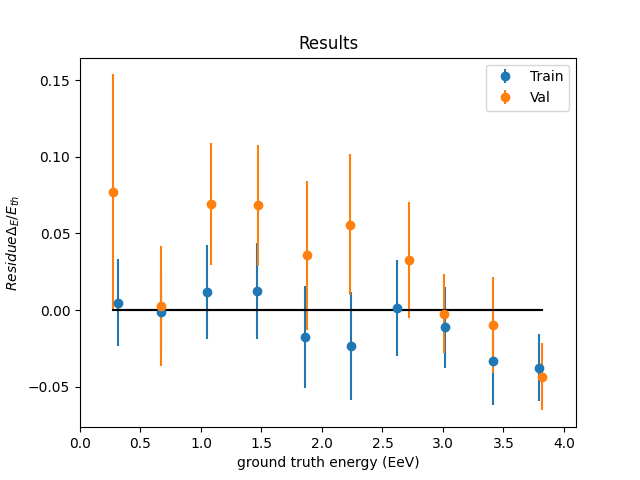 Results
0.15
0.10
0.05
0.00
−0.05
Residue Δ_E/E_th
0.0 0.5 1.0 1.5 2.0 2.5 3.0 3.5 4.0
ground truth energy (EeV)
Train
Val